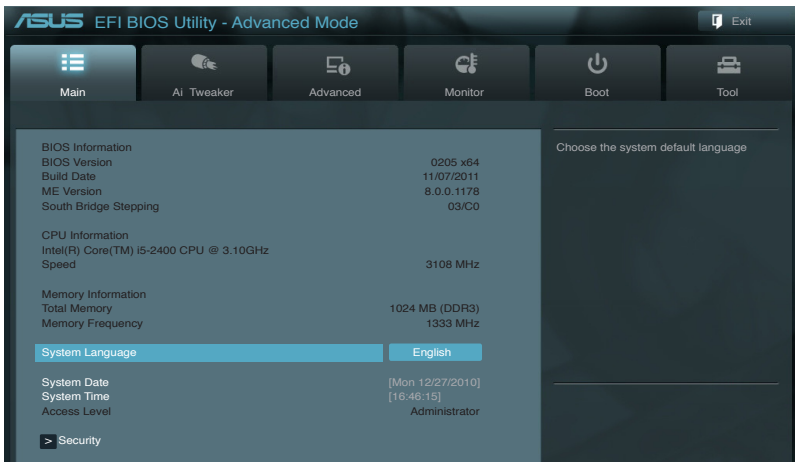 ASUS EFI BIOS Utility - Advanced Mode Exit
Main Ai Tweaker Advanced Monitor Boot Tool
BIOS Information
BIOS Version 0205 x64
Build Date 11/07/2011
ME Version 8.0.0.1178
South Bridge Stepping 03/C0
CPU Information
Intel(R) Core(TM) i5-2400 CPU @ 3.10GHz
Speed 3108 MHz
Memory Information
Total Memory 1024 MB (DDR3)
Memory Frequency 1333 MHz
System Language English
System Date [Mon 12/27/2010]
System Time [16:46:15]
Access Level Administrator
> Security
Choose the system default language